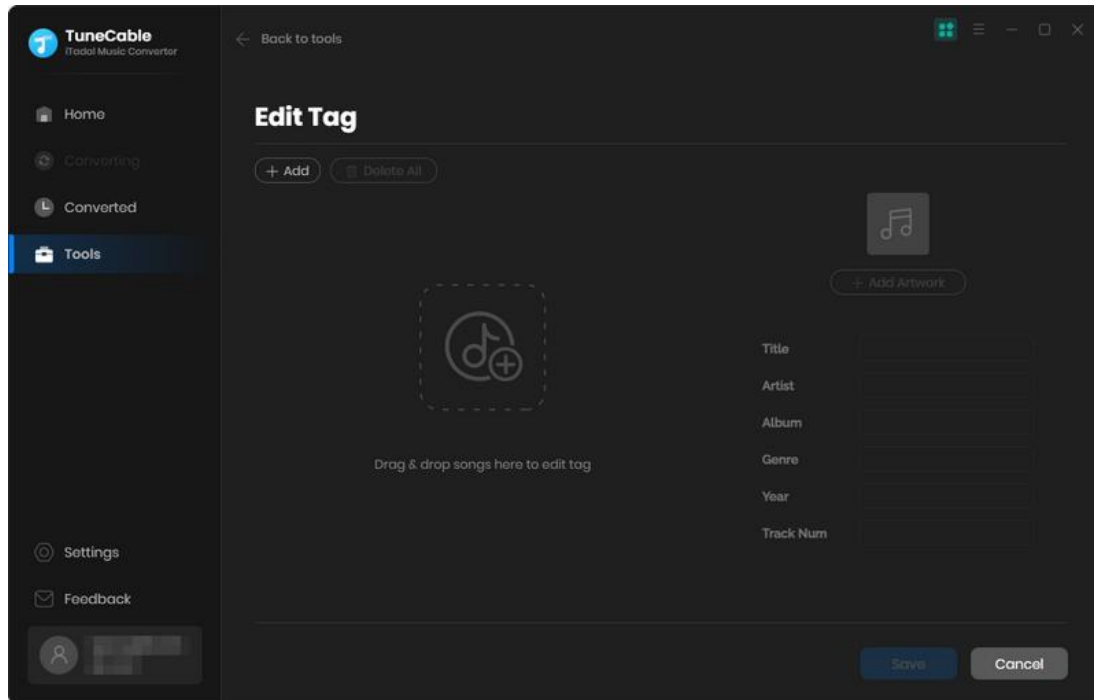 TuneCable
iTadal Music Converter
Back to tools
Home
Edit Tag
Converting
+ Add
Delete All
Converted
Tools
+ Add Artwork
Title
Artist
Album
Drag & drop songs here to edit tag
Genre
Year
Track Num
Settings
Feedback
Save
Cancel